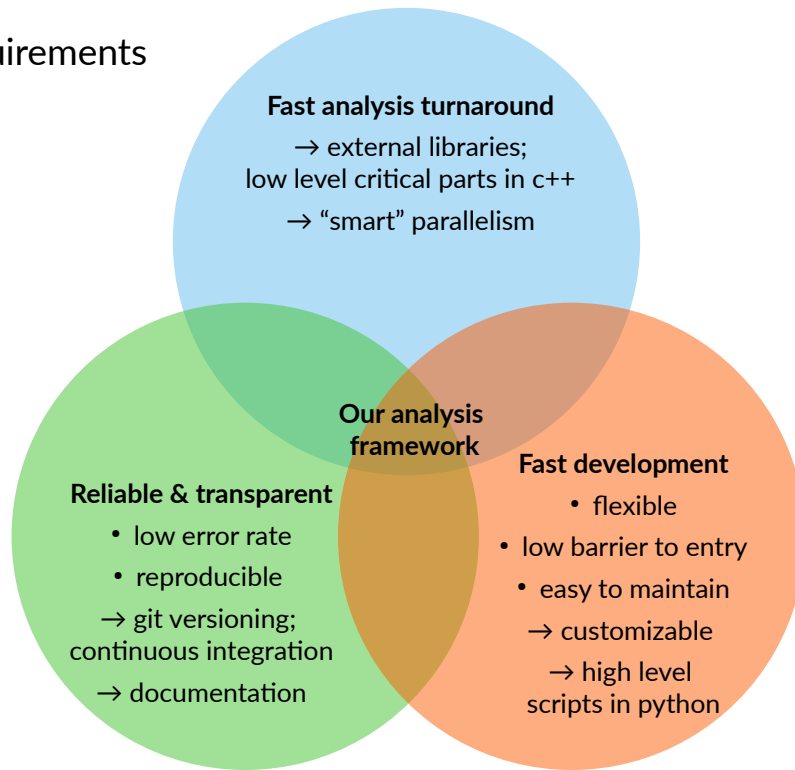 uirements
Fast analysis turnaround
→ external libraries;
low level critical parts in c++
→ “smart” parallelism
Our analysis
framework
Reliable & transparent
• low error rate
• reproducible
→ git versioning;
continuous integration
→ documentation
Fast development
• flexible
• low barrier to entry
• easy to maintain
→ customizable
→ high level
scripts in python